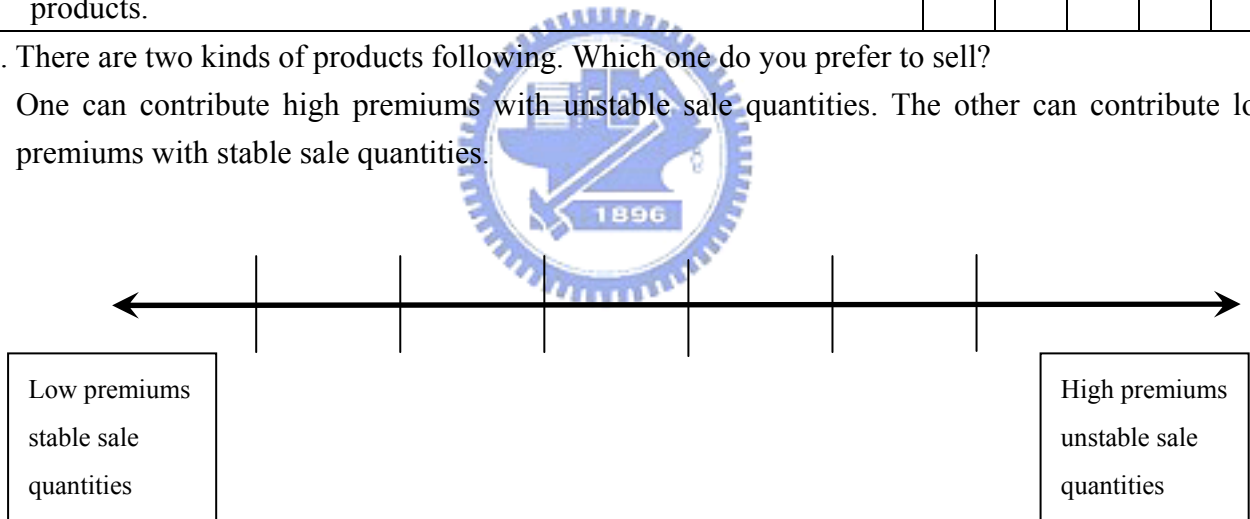 products.
. There are two kinds of products following. Which one do you prefer to sell?
One can contribute high premiums with unstable sale quantities. The other can contribute lo
premiums with stable sale quantities.
1896
Low premiums
stable sale
quantities
High premiums
unstable sale
quantities